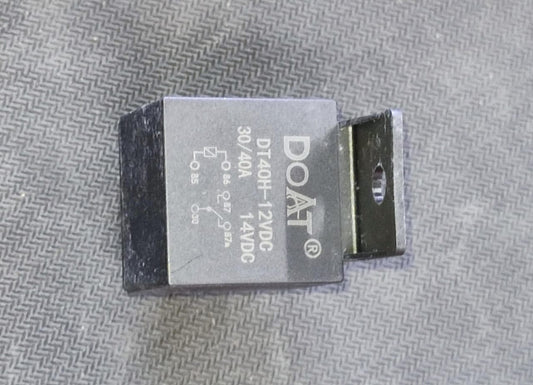 DOAT®
DT40H-12VDC
30/40A 14VDC
86 87 87a
85 30